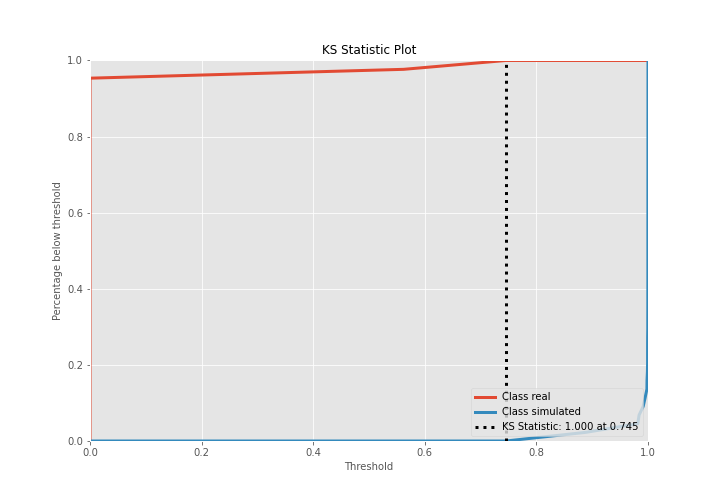 KS Statistic Plot
1.0
0.8
0.6
0.4
0.2
0.0
Percentage below threshold
0.0 0.2 0.4 0.6 0.8 1.0
Threshold
Class real
Class simulated
KS Statistic: 1.000 at 0.745